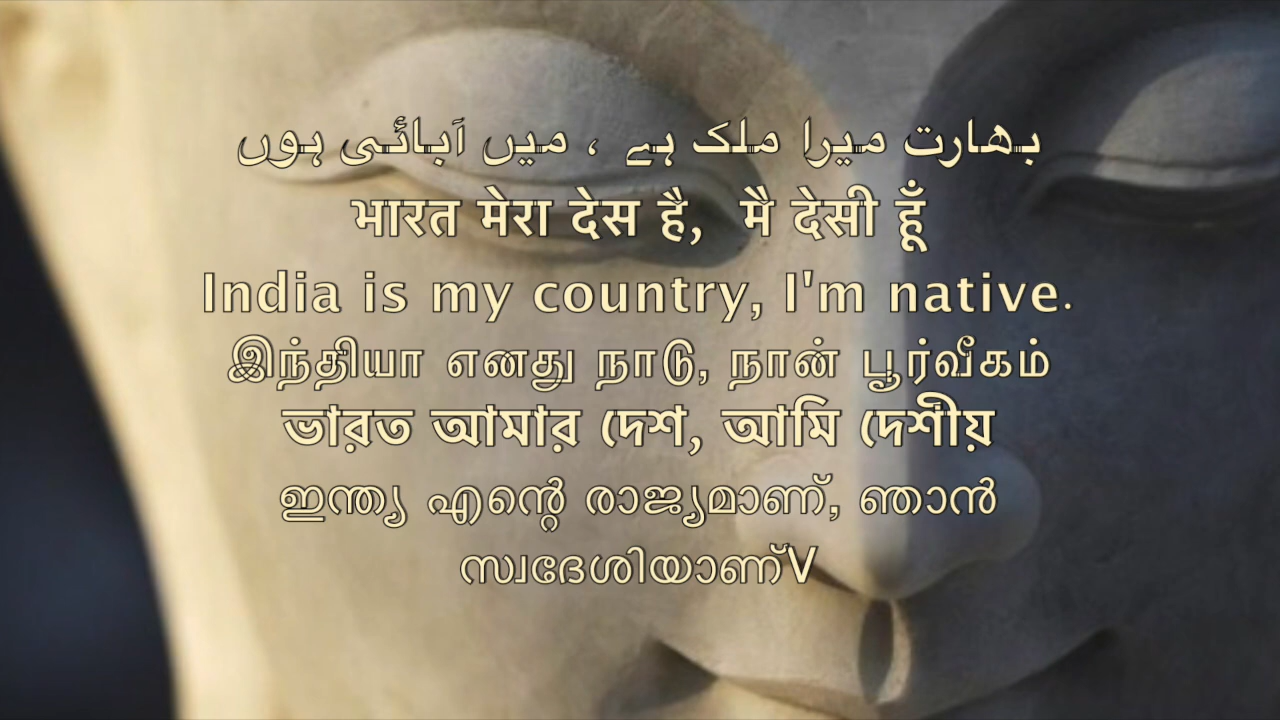 بھارت میرا ملک ہے ، میں آبائی ہوں
भारत मेरा देस है, मै देसी हूँ
India is my country, I'm native.
இந்தியா எனது நாடு, நான் பூர்வீகம்
ভারত আমার দেশ, আমি দেশীয়
ഇന്ത്യ എന്റെ രാജ്യമാണ്, ഞാൻ
സ്വദേശിയാണ്V